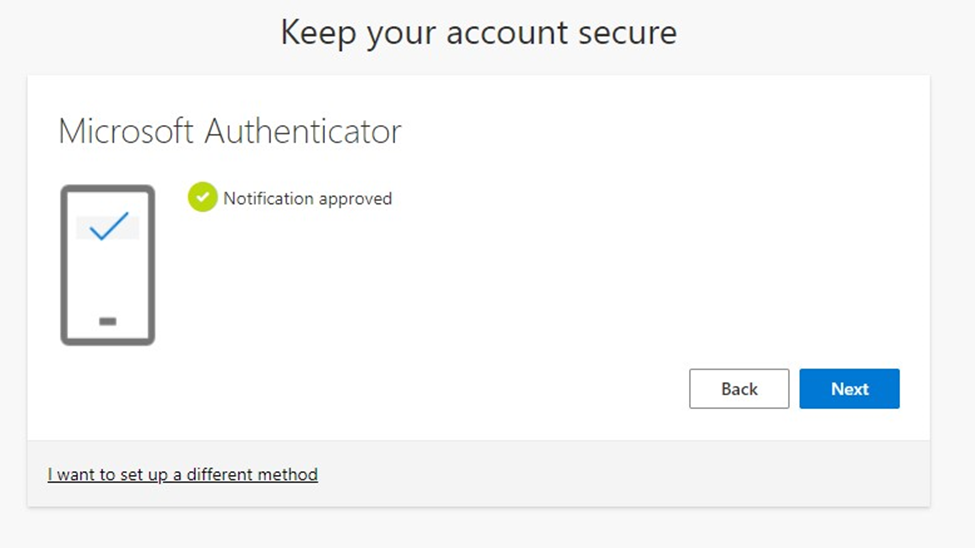 Keep your account secure
Microsoft Authenticator
Notification approved
Back
Next
I want to set up a different method